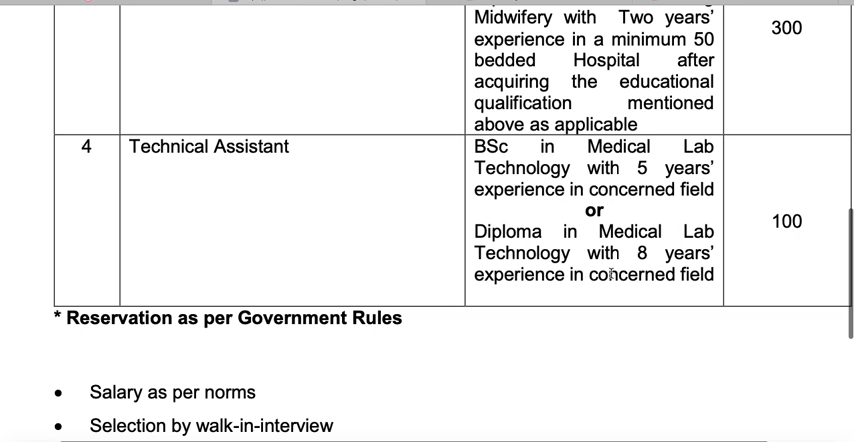 Midwifery with Two years'
experience in a minimum 50
bedded Hospital after
acquiring the educational
qualification mentioned
above as applicable
300
4
Technical Assistant
BSc in Medical Lab
Technology with 5 years'
experience in concerned field
or
Diploma in Medical Lab
Technology with 8 years'
experience in concerned field
100
* Reservation as per Government Rules
• Salary as per norms
• Selection by walk-in-interview